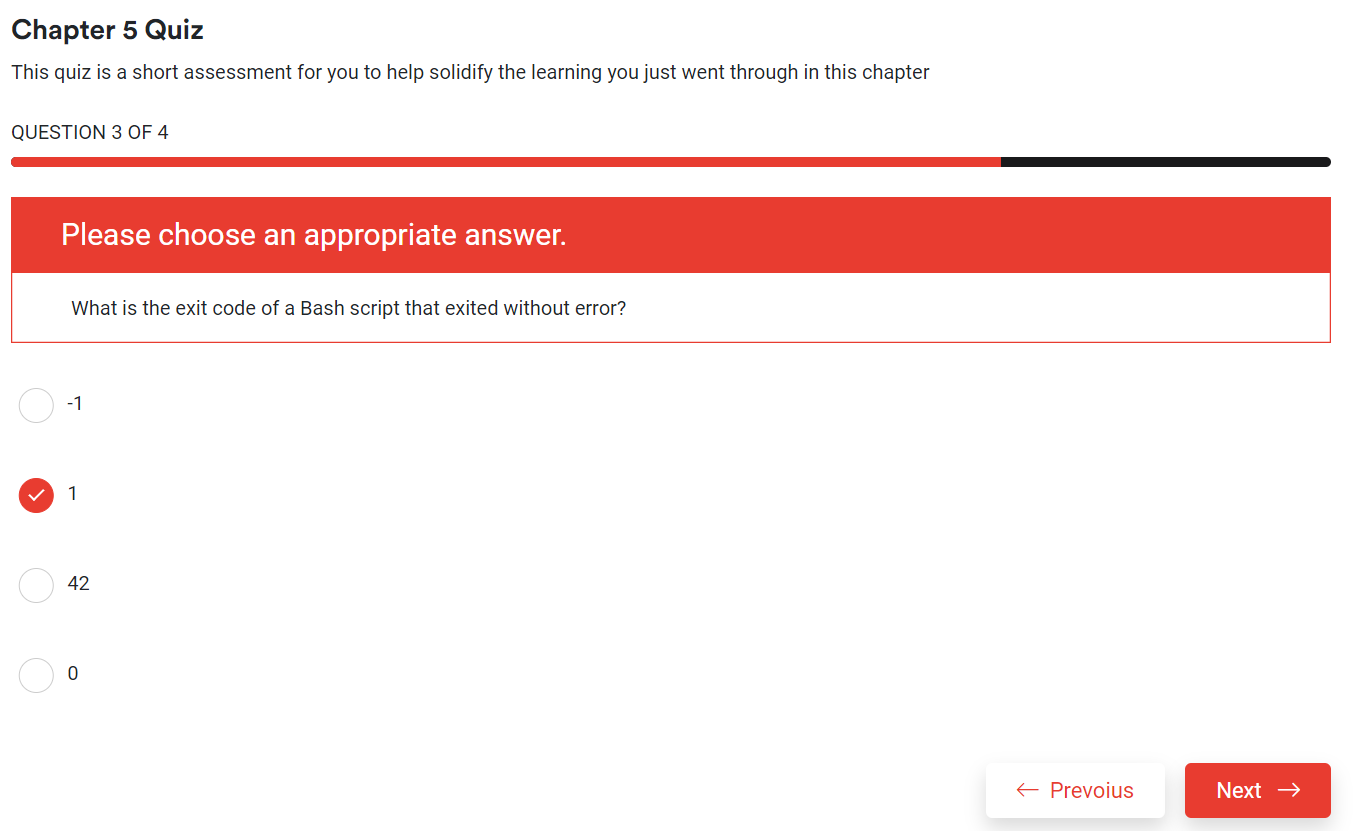 Chapter 5 Quiz
This quiz is a short assessment for you to help solidify the learning you just went through in this chapter
QUESTION 3 OF 4
Please choose an appropriate answer.
What is the exit code of a Bash script that exited without error?
-1
1
42
0
Prevoius
Next